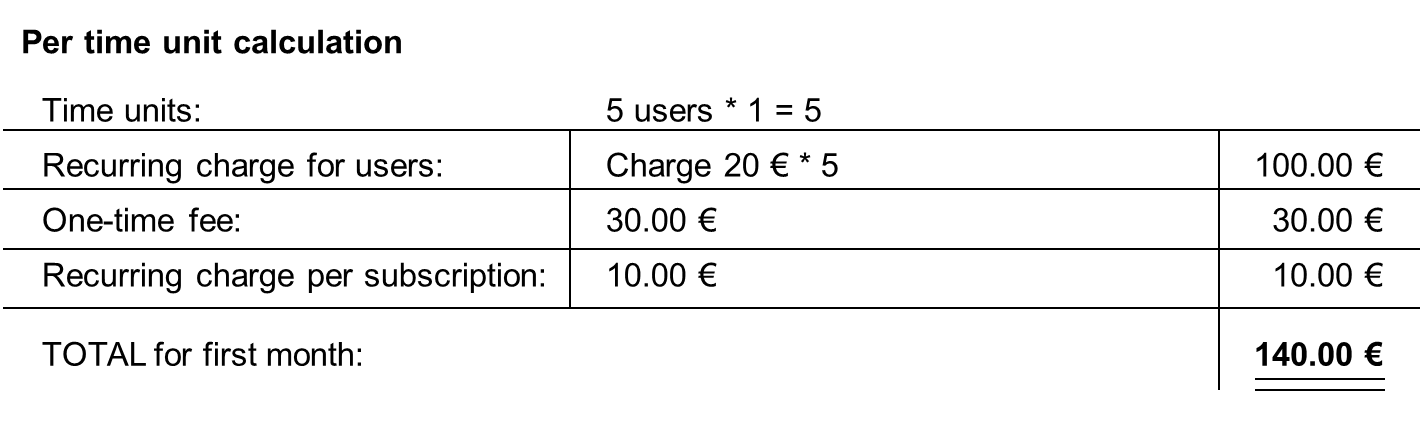 Per time unit calculation
Time units: 5 users * 1 = 5
Recurring charge for users: Charge 20 € * 5 100.00 €
One-time fee: 30.00 € 30.00 €
Recurring charge per subscription: 10.00 € 10.00 €
TOTAL for first month: 140.00 €